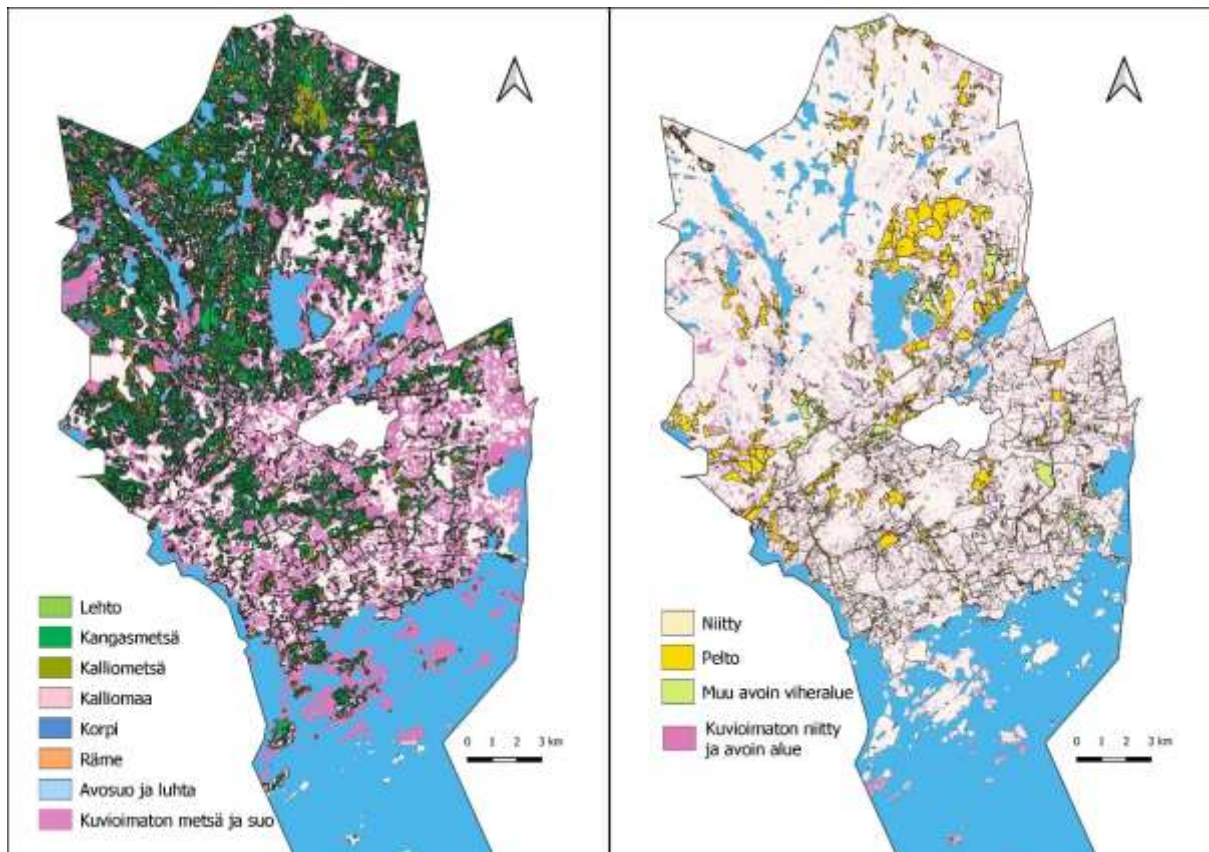 Lehto
Kangasmetsä
Kalliometsä
Kalliomaa
Korpi
Räme
Avosuo ja luhta
Kuvioimaton metsä ja suo
0 1 2 3 km
Niitty
Pelto
Muu avoin viheralue
Kuvioimaton niitty
ja avoin alue
0 1 2 3 km